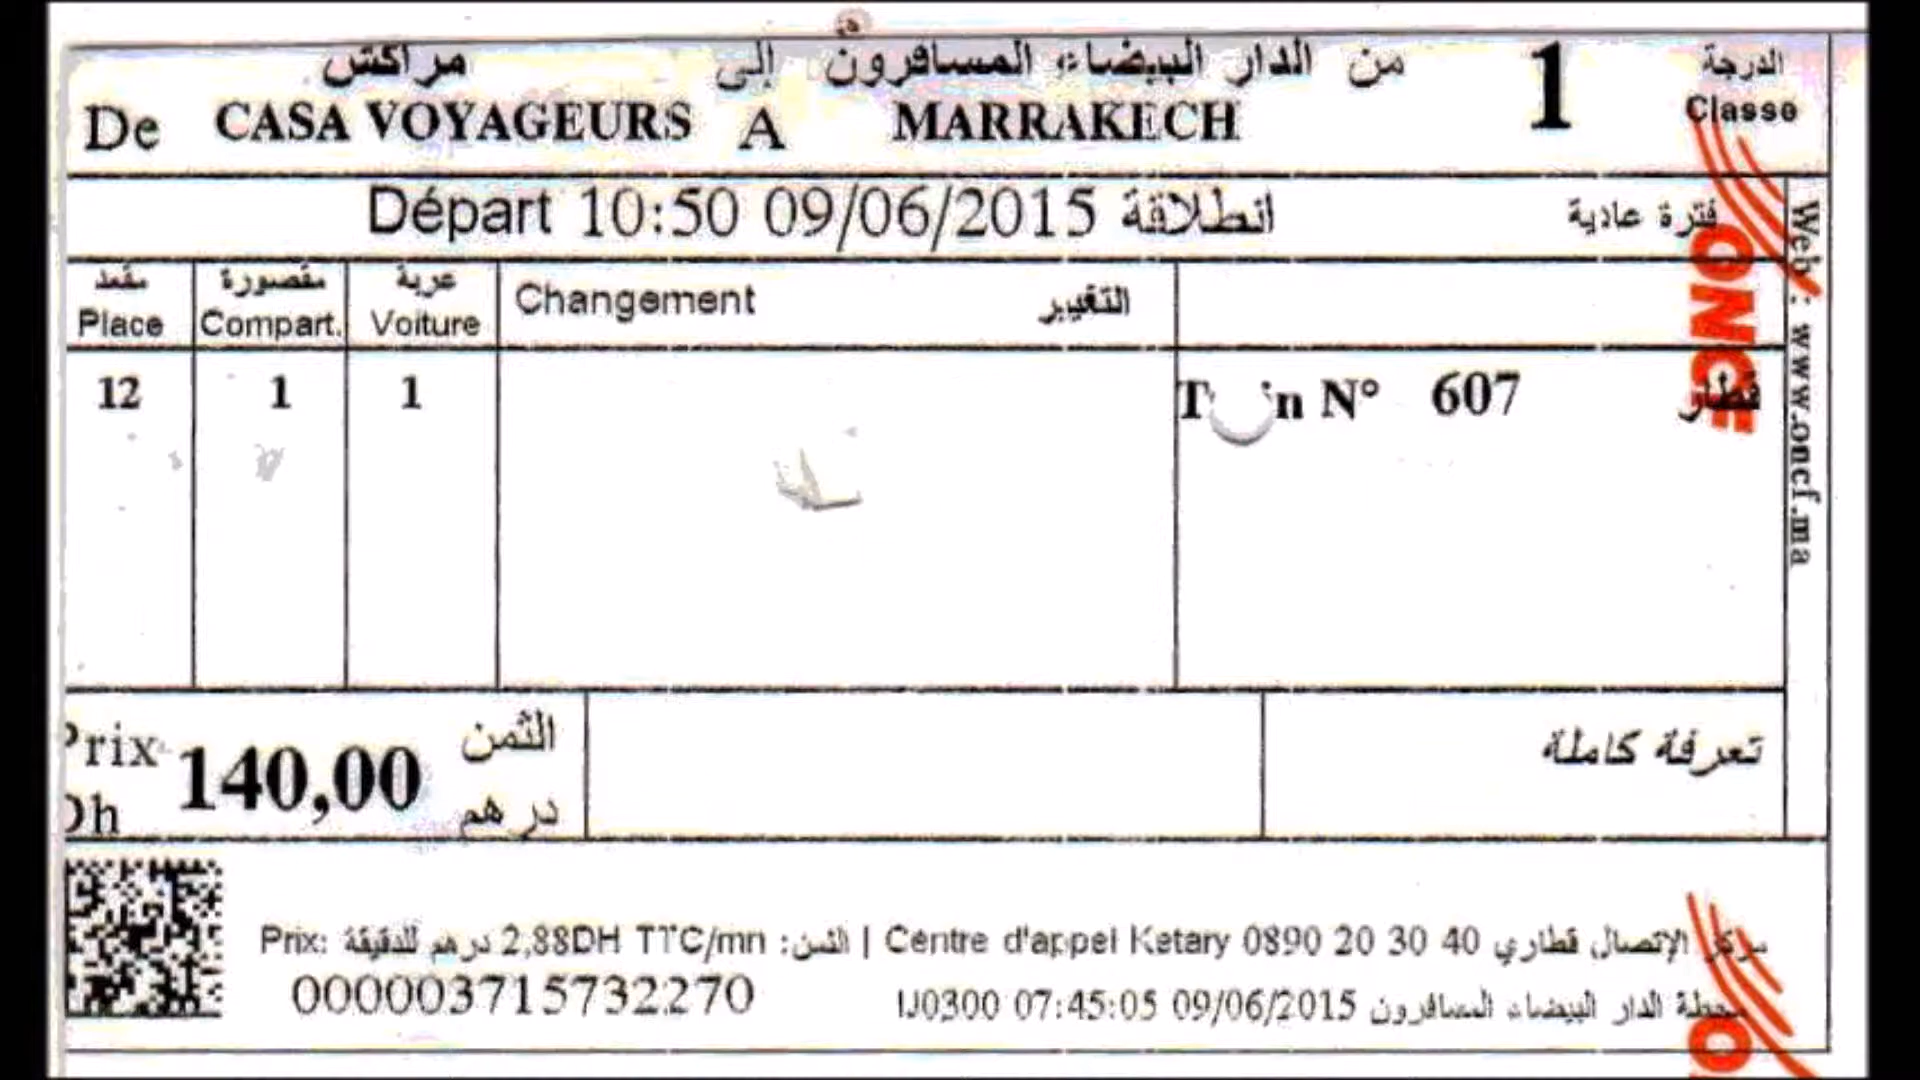 من الدار البيضاء المسافرون إلى مراكش
الدرجة
De CASA VOYAGEURS A MARRAKECH 1 Classe
Départ 10:50 09/06/2015 انطلاقة
فترة عادية
مقعد مقصورة عربة
Place Compart. Voiture Changement التغيير
12 1 1 N° 607 قطار
ONCF
Web : www.oncf.ma
الثمن
140,00
درهم
تعرفة كاملة
Prix: 2,88DH TTC/mn درهم للدقيقة الثمن: | Centre d'appel Ketary 0890 20 30 40 مركز الإتصال قطاري
000003715732270
IJ0300 07:45:05 09/06/2015 محطة الدار البيضاء المسافرون